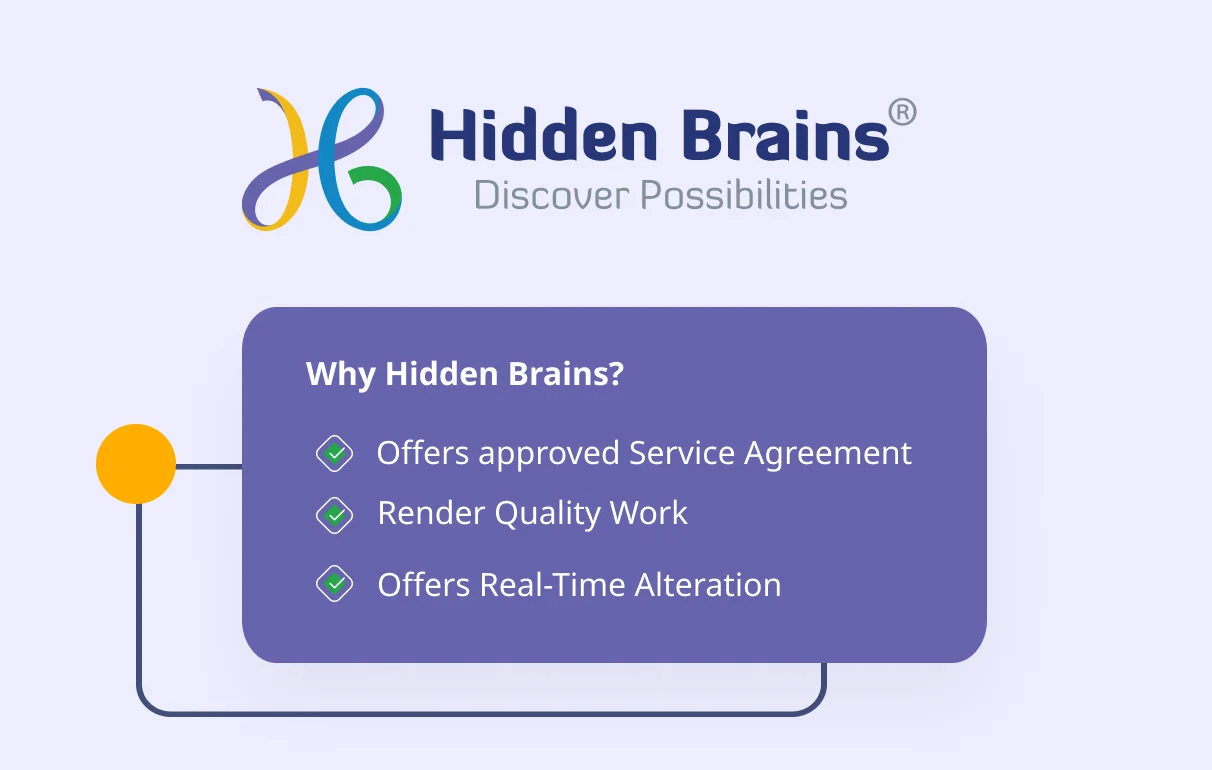 Hidden Brains®
Discover Possibilities
Why Hidden Brains?
Offers approved Service Agreement
Render Quality Work
Offers Real-Time Alteration